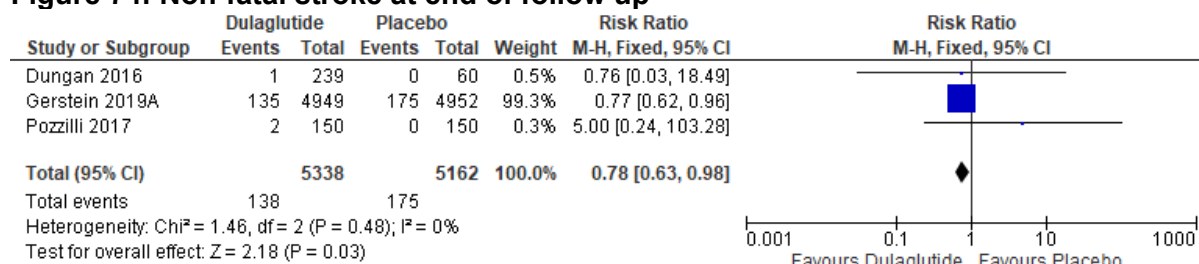 Figure 74: Non-fatal stroke at end of follow-up
Dulaglutide Placebo Risk Ratio Risk Ratio
Study or Subgroup Events Total Events Total Weight M-H, Fixed, 95% CI M-H, Fixed, 95% CI
Dungan 2016 1 239 0 60 0.5% 0.76 [0.03, 18.49]
Gerstein 2019A 135 4949 175 4952 99.3% 0.77 [0.62, 0.96]
Pozzilli 2017 2 150 0 150 0.3% 5.00 [0.24, 103.28]
Total (95% CI) 5338 5162 100.0% 0.78 [0.63, 0.98]
Total events 138 175
Heterogeneity: Chi² = 1.46, df = 2 (P = 0.48); I² = 0%
Test for overall effect: Z = 2.18 (P = 0.03)
0.001 0.1 1 10 1000
Favours Dulaglutide Favours Placebo